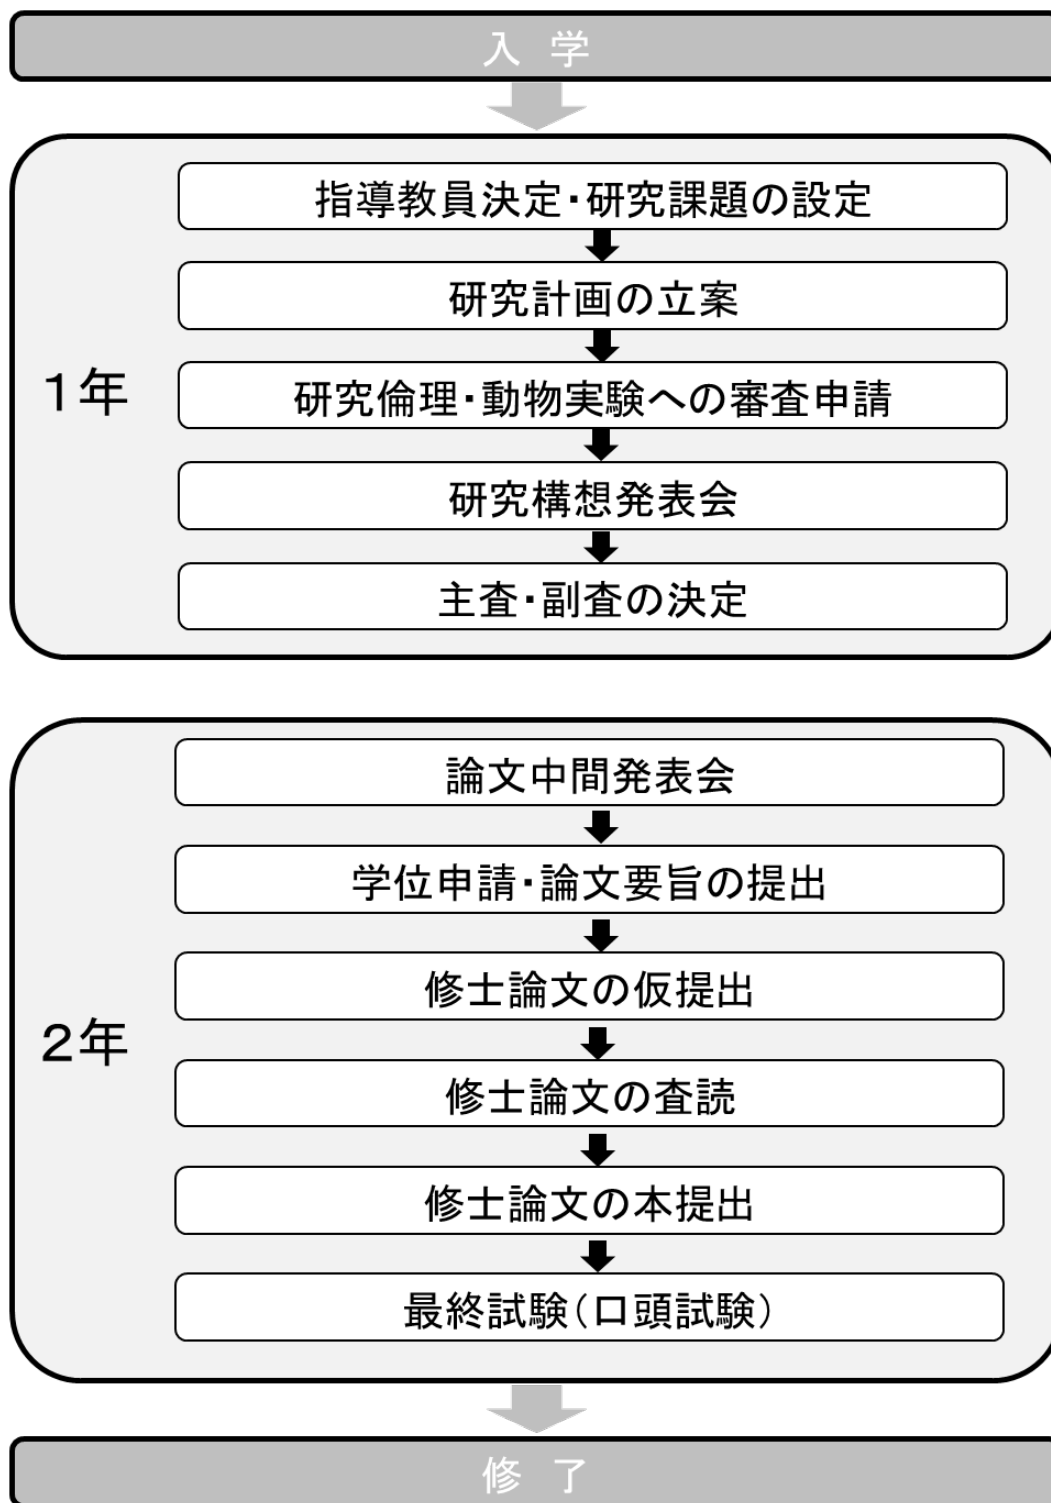 入 学
指導教員決定・研究課題の設定
研究計画の立案
研究倫理・動物実験への審査申請
研究構想発表会
主査・副査の決定
1年
論文中間発表会
学位申請・論文要旨の提出
修士論文の仮提出
修士論文の査読
修士論文の本提出
最終試験(口頭試験)
2年
修 了